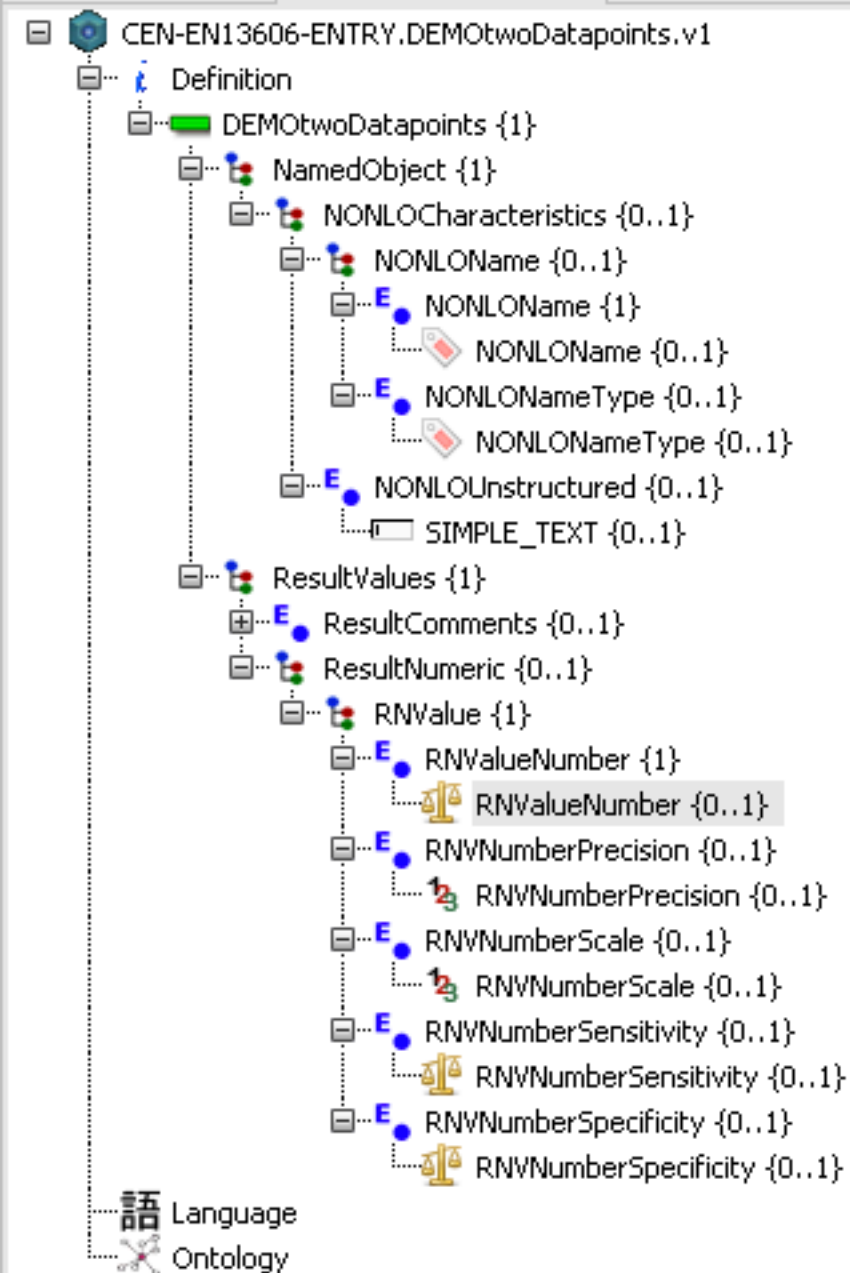 CEN-EN13606-ENTRY.DEMOtwoDatapoints.v1
Definition
DEMOtwoDatapoints {1}
NamedObject {1}
NONLOCharacteristics {0..1}
NONLOName {0..1}
E NONLOName {1}
NONLOName {0..1}
E NONLONameType {0..1}
NONLONameType {0..1}
E NONLOUnstructured {0..1}
SIMPLE_TEXT {0..1}
ResultValues {1}
E ResultComments {0..1}
ResultNumeric {0..1}
RNValue {1}
E RNValueNumber {1}
RNValueNumber {0..1}
E RNVNumberPrecision {0..1}
123 RNVNumberPrecision {0..1}
E RNVNumberScale {0..1}
123 RNVNumberScale {0..1}
E RNVNumberSensitivity {0..1}
RNVNumberSensitivity {0..1}
E RNVNumberSpecificity {0..1}
RNVNumberSpecificity {0..1}
語 Language
Ontology